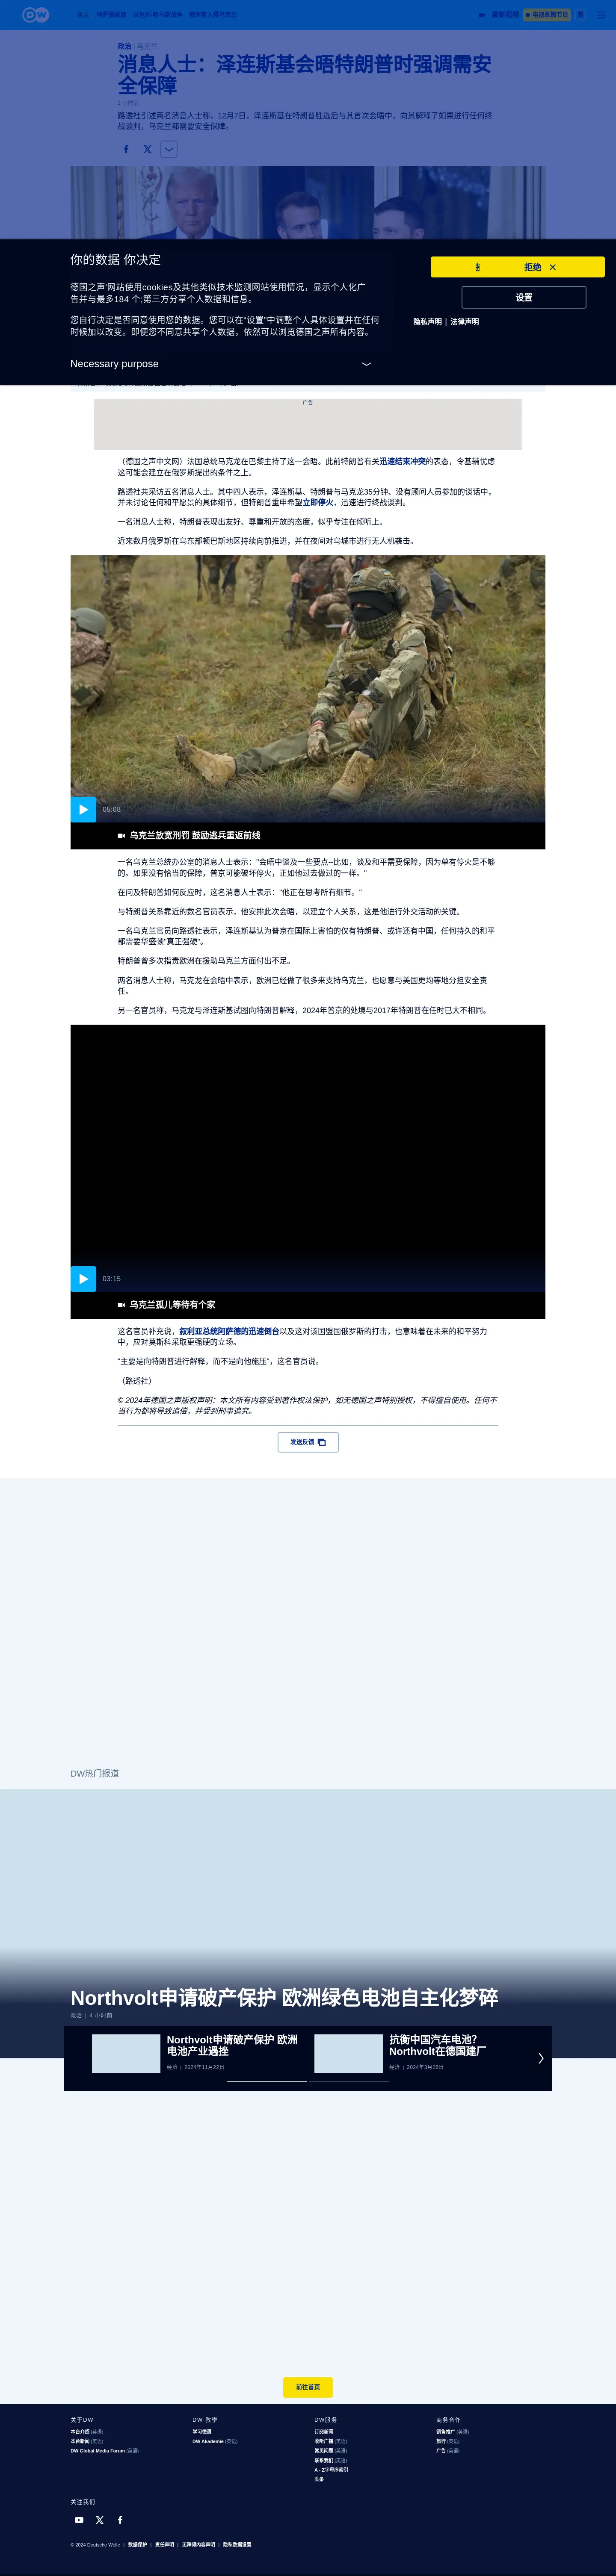 DW
阿萨德政权 以色列-哈马斯战争 俄罗斯入侵乌克兰
最新视频
电视直播节目
政治 | 乌克兰
消息人士：泽连斯基会晤特朗普时强调需安
全保障
2 小时前
路透社引述两名消息人士称，12月7日，泽连斯基在特朗普胜选后与其首次会晤中，向其解释了如果进行任何终
战谈判，乌克兰都需要安全保障。
你的数据 你决定
德国之声'网站使用cookies及其他类似技术监测网站使用情况，显示个人化广
告并与最多184 个;第三方分享个人数据和信息。
您自行决定是否同意使用您的数据。您可以在“设置”中调整个人具体设置并在任何
时候加以改变。即便您不同意共享个人数据，依然可以浏览德国之声所有内容。
Necessary purpose
拒绝
设置
隐私声明 | 法律声明
广告
（德国之声中文网）法国总统马克龙在巴黎主持了这一会晤。此前特朗普有关迅速结束冲突的表态，令基辅忧虑
这可能会建立在俄罗斯提出的条件之上。
路透社共采访五名消息人士。其中四人表示，泽连斯基、特朗普与马克龙35分钟、没有顾问人员参加的谈话中，
并未讨论任何和平愿景的具体细节，但特朗普重申希望立即停火，迅速进行终战谈判。
一名消息人士称，特朗普表现出友好、尊重和开放的态度，似乎专注在倾听上。
近来数月俄罗斯在乌东部顿巴斯地区持续向前推进，并在夜间对乌城市进行无人机袭击。
05:08
乌克兰放宽刑罚 鼓励逃兵重返前线
一名乌克兰总统办公室的消息人士表示："会晤中谈及一些要点--比如，谈及和平需要保障，因为单有停火是不够
的。如果没有恰当的保障，普京可能破坏停火，正如他过去做过的一样。"
在问及特朗普如何反应时，这名消息人士表示："他正在思考所有细节。"
与特朗普关系靠近的数名官员表示，他安排此次会晤，以建立个人关系，这是他进行外交活动的关键。
一名乌克兰官员向路透社表示，泽连斯基认为普京在国际上害怕的仅有特朗普、或许还有中国，任何持久的和平
都需要华盛顿"真正强硬"。
特朗普曾多次指责欧洲在援助乌克兰方面付出不足。
两名消息人士称，马克龙在会晤中表示，欧洲已经做了很多来支持乌克兰，也愿意与美国更均等地分担安全责
任。
另一名官员称，马克龙与泽连斯基试图向特朗普解释，2024年普京的处境与2017年特朗普在任时已大不相同。
03:15
乌克兰孤儿等待有个家
这名官员补充说，叙利亚总统阿萨德的迅速倒台以及这对该国盟国俄罗斯的打击，也意味着在未来的和平努力
中，应对莫斯科采取更强硬的立场。
"主要是向特朗普进行解释，而不是向他施压"，这名官员说。
（路透社）
© 2024年德国之声版权声明：本文所有内容受到著作权法保护，如无德国之声特别授权，不得擅自使用。任何不
当行为都将导致追偿，并受到刑事追究。
发送反馈
DW热门报道
Northvolt申请破产保护 欧洲绿色电池自主化梦碎
政治 | 4 小时前
Northvolt申请破产保护 欧洲
电池产业遇挫
经济 | 2024年11月22日
抗衡中国汽车电池?
Northvolt在德国建厂
经济 | 2024年3月26日
前往首页
关于DW
本台介绍 (英语)
本台新闻 (英语)
DW Global Media Forum (英语)
DW 教學
学习德语
DW Akademie (英语)
DW服务
订阅新闻
收听广播 (英语)
常见问题 (英语)
联系我们 (英语)
A - Z字母序索引
头条
商务合作
销售推广 (英语)
旅行 (英语)
广告 (英语)
关注我们
© 2024 Deutsche Welle | 数据保护 | 责任声明 | 无障碍内容声明 | 隐私数据设置